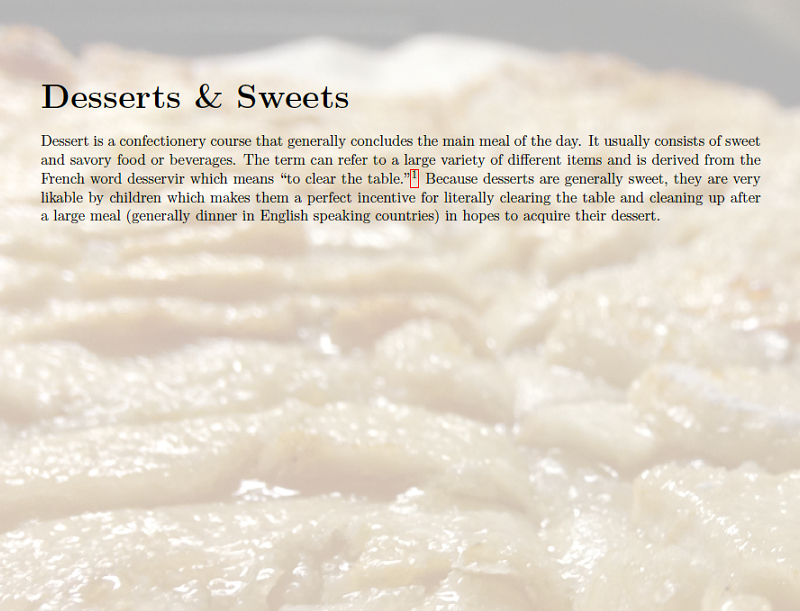 Desserts & Sweets
Dessert is a confectionery course that generally concludes the main meal of the day. It usually consists of sweet
and savory food or beverages. The term can refer to a large variety of different items and is derived from the
French word desservir which means “to clear the table.”1 Because desserts are generally sweet, they are very
likable by children which makes them a perfect incentive for literally clearing the table and cleaning up after
a large meal (generally dinner in English speaking countries) in hopes to acquire their dessert.